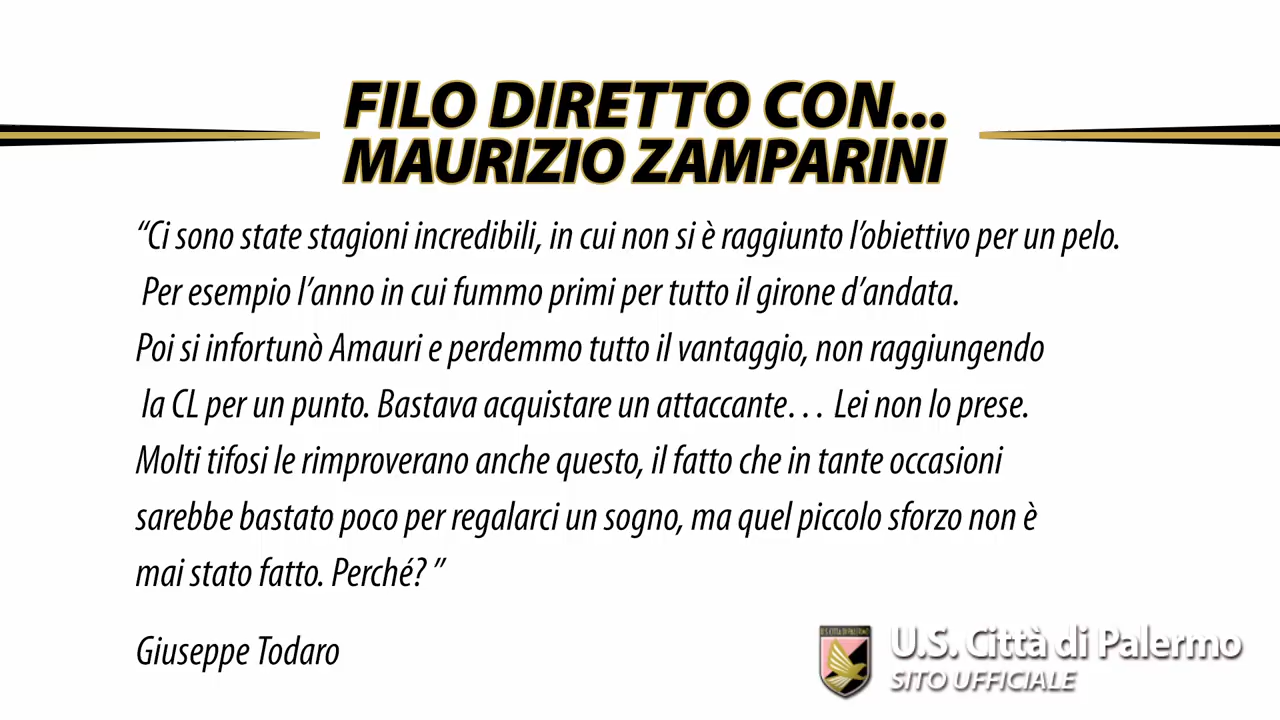 FILO DIRETTO CON...
MAURIZIO ZAMPARINI
“Ci sono state stagioni incredibili, in cui non si è raggiunto l’obiettivo per un pelo.
Per esempio l’anno in cui fummo primi per tutto il girone d’andata.
Poi si infortunò Amauri e perdemmo tutto il vantaggio, non raggiungendo
la CL per un punto. Bastava acquistare un attaccante… Lei non lo prese.
Molti tifosi le rimproverano anche questo, il fatto che in tante occasioni
sarebbe bastato poco per regalarci un sogno, ma quel piccolo sforzo non è
mai stato fatto. Perché? ”
Giuseppe Todaro
U.S. CITTÀ DI PALERMO
U.S. Città di Palermo
SITO UFFICIALE